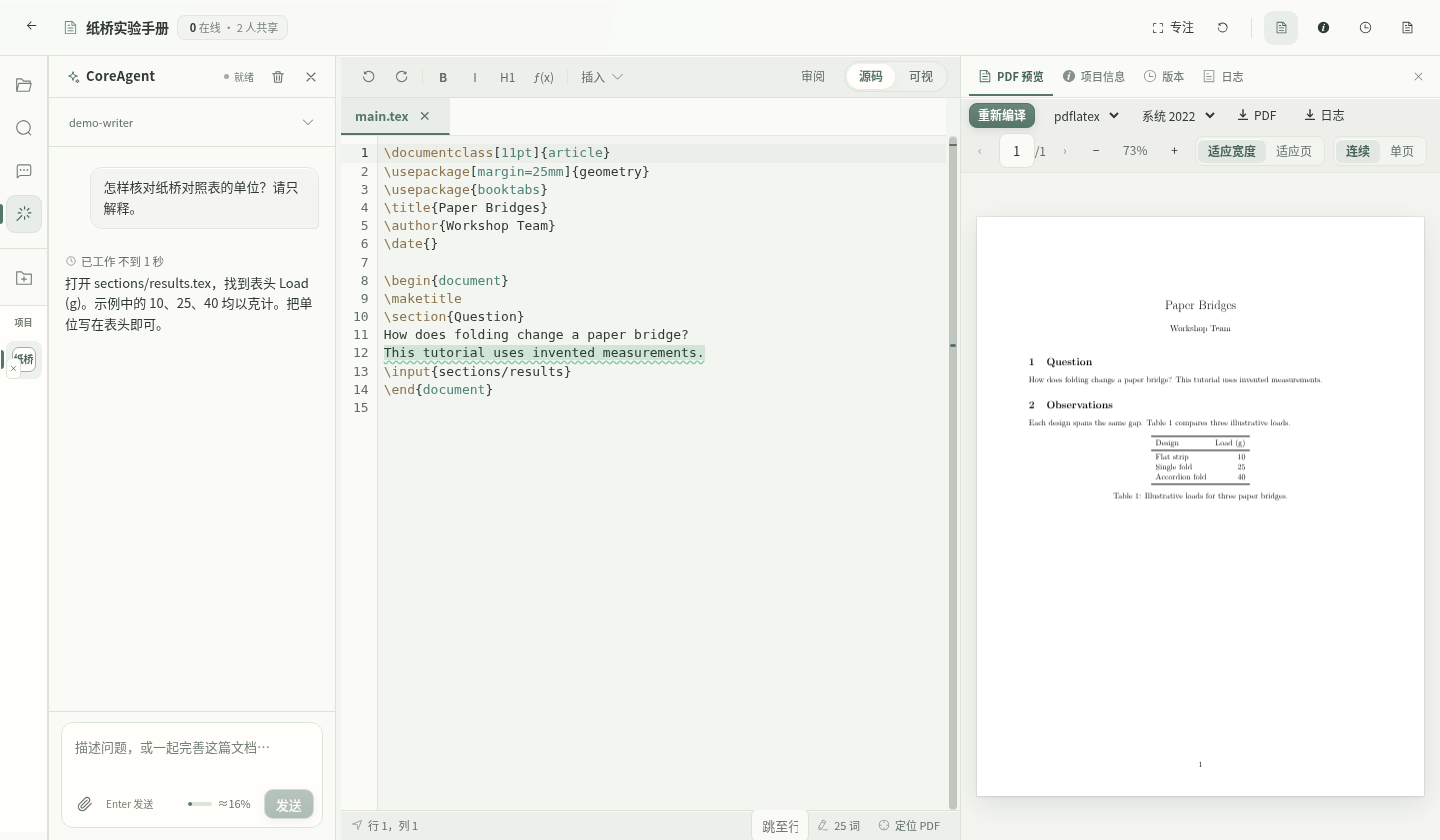 纸桥实验手册
0 在线 · 2 人共享
专注
CoreAgent
就绪
demo-writer
怎样核对纸桥对照表的单位？请只
解释。
已工作 不到 1 秒
打开 sections/results.tex，找到表头 Load
(g)。示例中的 10、25、40 均以克计。把单
位写在表头即可。
项目
纸桥
描述问题，或一起完善这篇文档…
Enter 发送
≈16%
发送
B
I
H1
ƒ(x)
插入
审阅
源码
可视
main.tex
1 \documentclass[11pt]{article}
2 \usepackage[margin=25mm]{geometry}
3 \usepackage{booktabs}
4 \title{Paper Bridges}
5 \author{Workshop Team}
6 \date{}
7
8 \begin{document}
9 \maketitle
10 \section{Question}
11 How does folding change a paper bridge?
12 This tutorial uses invented measurements.
13 \input{sections/results}
14 \end{document}
15
行 1，列 1
跳至行
25 词
定位 PDF
PDF 预览
项目信息
版本
日志
重新编译
pdflatex
系统 2022
PDF
日志
1 /1
− 73% +
适应宽度
适应页
连续
单页
Paper Bridges
Workshop Team
1 Question
How does folding change a paper bridge? This tutorial uses invented measurements.
2 Observations
Each design spans the same gap. Table 1 compares three illustrative loads.
Design Load (g)
Flat strip 10
Single fold 25
Accordion fold 40
Table 1: Illustrative loads for three paper bridges.
1